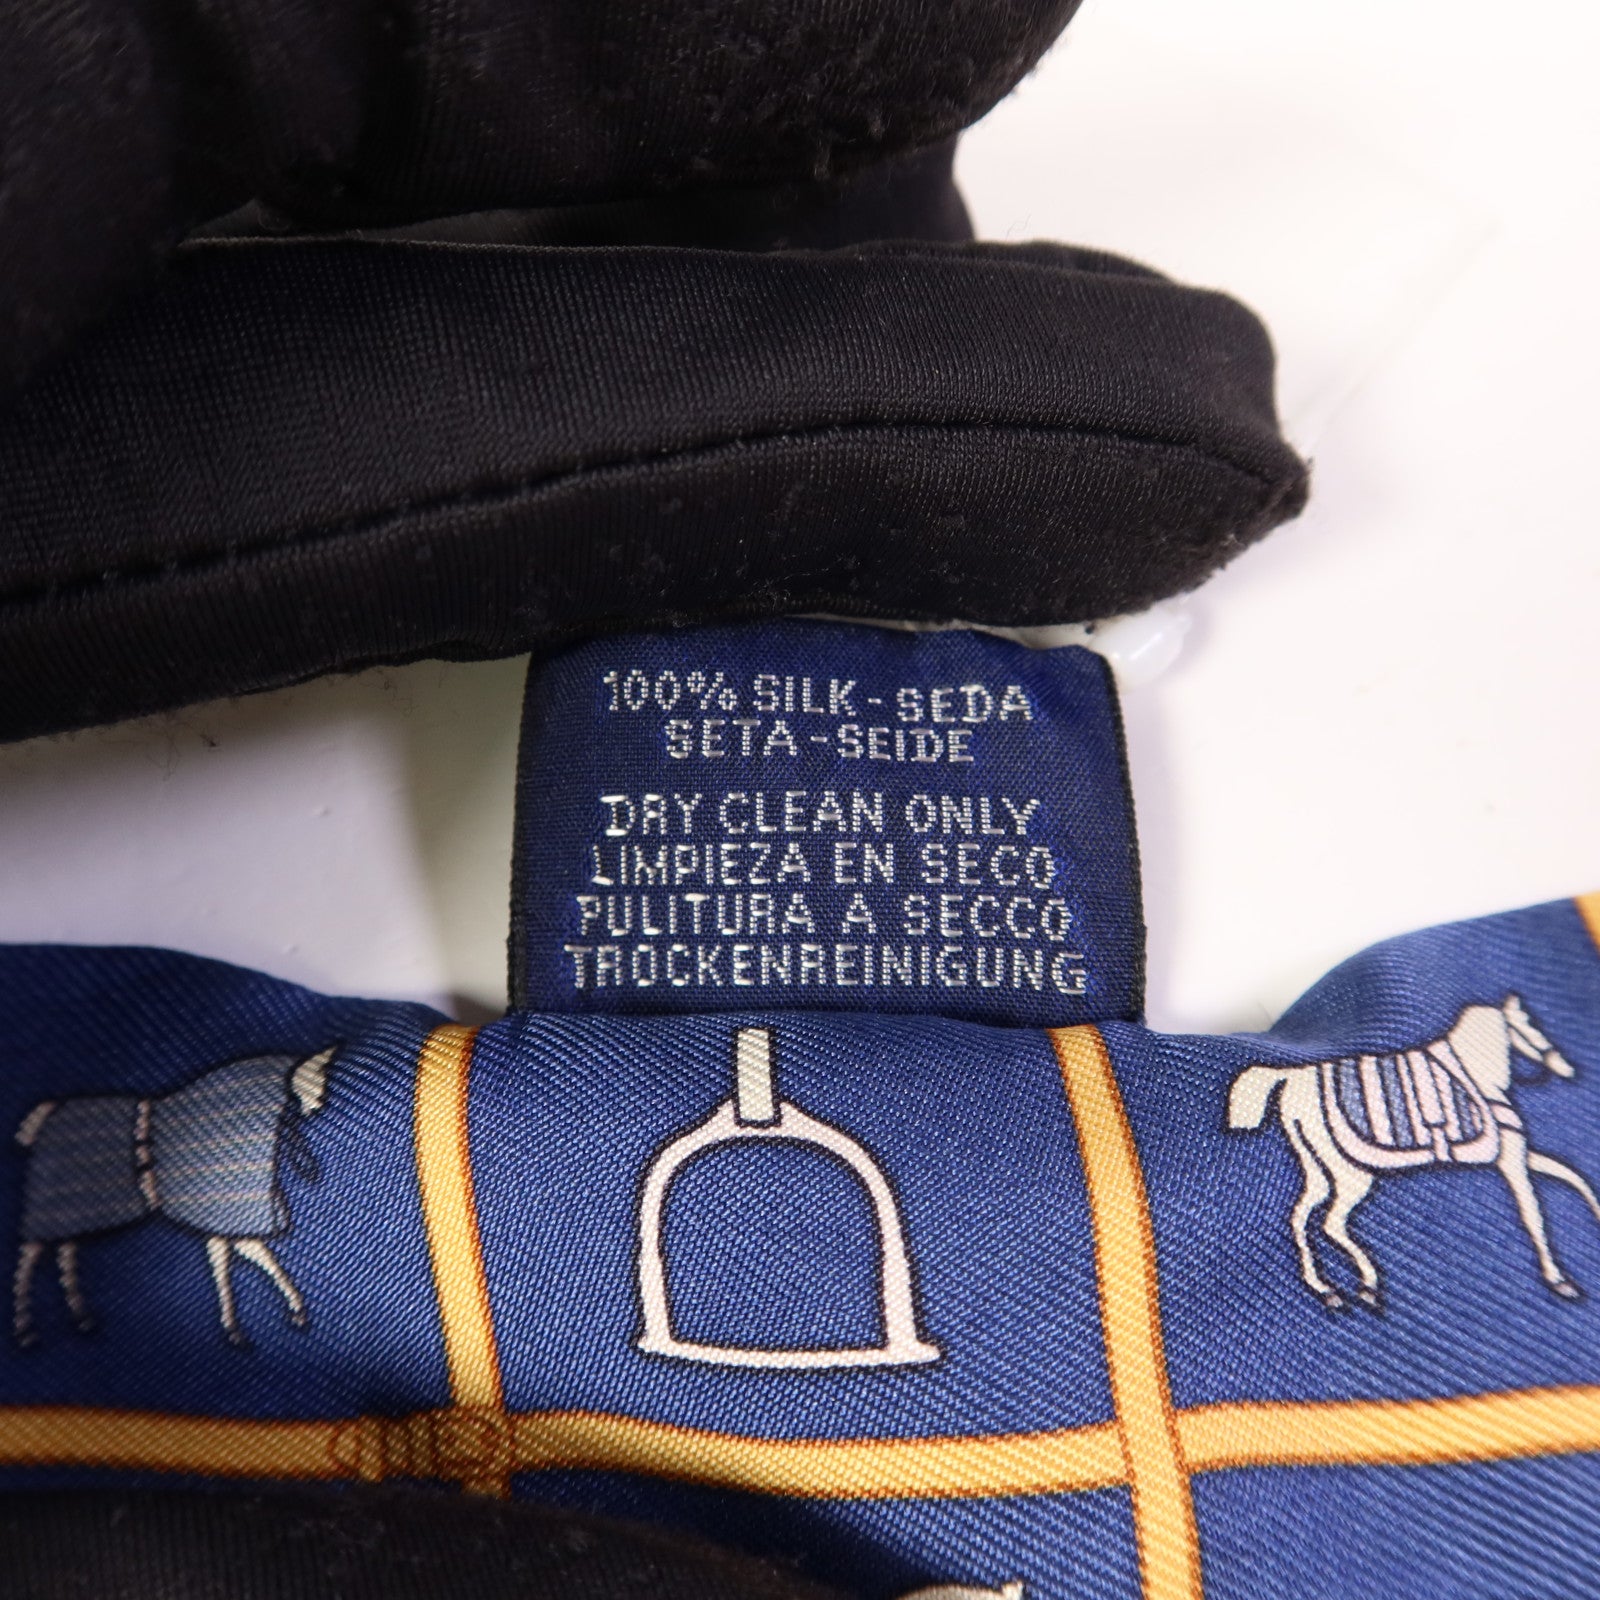 100% SILK-SEDA
SETA-SEIDE
DRY CLEAN ONLY
LIMPIEZA EN SECO
PULITURA A SECCO
TROCKENREINIGUNG